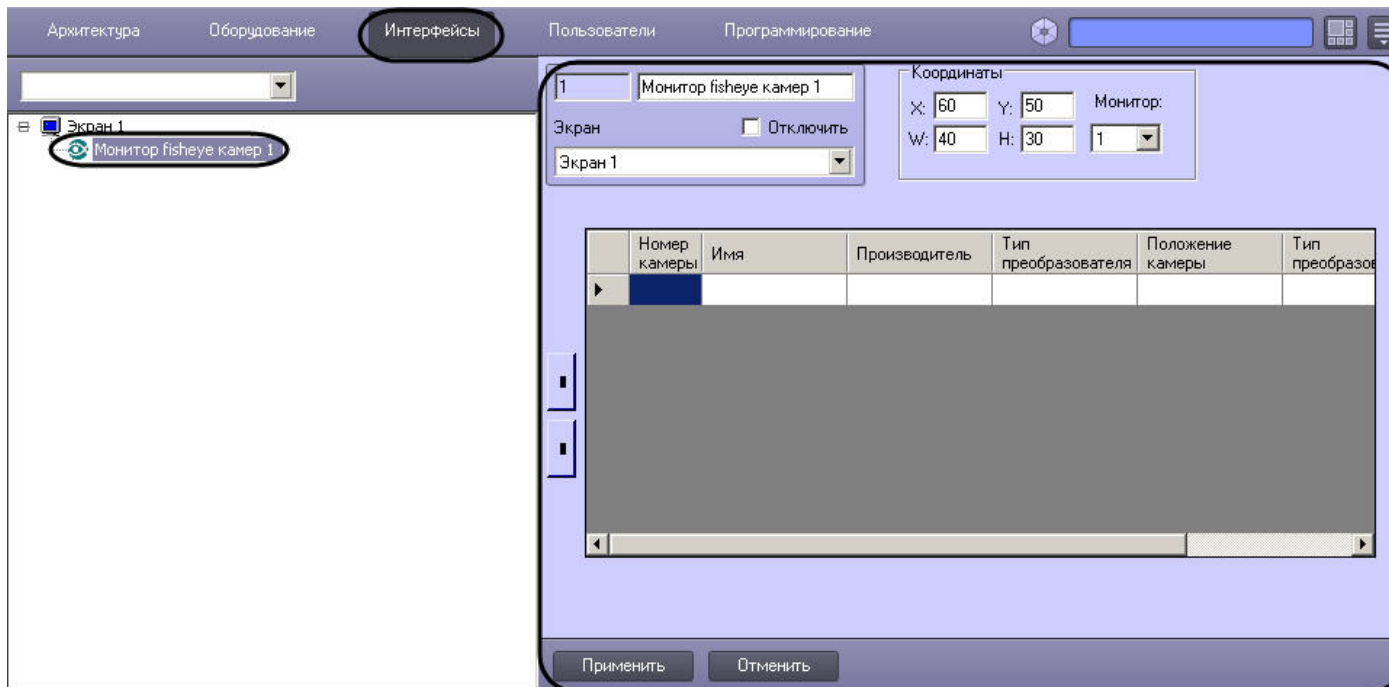 Архитектура Оборудование Интерфейсы Пользователи Программирование
Экран 1
Монитор fisheye камер 1
1 Монитор fisheye камер 1
Экран Отключить
Экран 1
Координаты
X: 60 Y: 50 Монитор:
W: 40 H: 30 1
Номер камеры Имя Производитель Тип преобразователя Положение камеры Тип преобразов
Применить Отменить